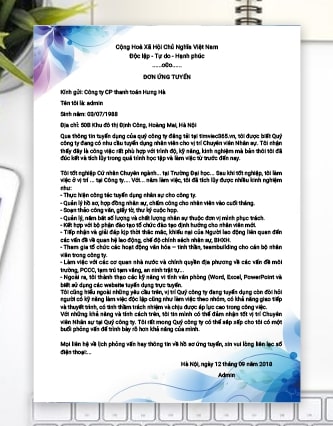 Cộng Hoà Xã Hội Chủ Nghĩa Việt Nam
Độc lập - Tự do - Hạnh phúc
......o0o......
ĐƠN ỨNG TUYỂN
Kính gửi: Công ty CP thanh toán Hưng Hà
Tên tôi là: admin
Sinh năm: 03/07/1988
Địa chỉ: 50B Khu đô thị Định Công, Hoàng Mai, Hà Nội
Qua thông tin tuyển dụng của quý công ty đăng tải tại timviec365.vn, tôi được biết Quý
công ty đang có nhu cầu tuyển dụng nhân viên cho vị trí Chuyên viên Nhân sự. Tôi nhận
thấy đây là công việc rất phù hợp với trình độ, kỹ năng, kinh nghiệm mà bản thân tôi đã
đúc kết và tích lũy trong quá trình học tập và làm việc từ trước đến nay.
Tôi tốt nghiệp Cử nhân Chuyên ngành... tại Trường Đại học... Sau khi tốt nghiệp, tôi làm
việc ở vị trí ... tại Công ty.... Với... năm làm việc, tôi đã tích lũy được nhiều kinh nghiệm
như:
- Thực hiện công tác tuyển dụng nhân sự cho công ty.
- Quản lý hồ sơ, hợp đồng nhân sự, chấm công cho nhân viên vào cuối tháng.
- Soạn thảo công văn, giấy tờ, thư ký cuộc họp.
- Quản lý, nắm bắt số lượng và chất lượng nhân sự thuộc đơn vị mình phục trách.
- Kết hợp với bộ phận đào tạo tổ chức đào tạo định hướng cho nhân viên mới.
- Tiếp nhận và giải đáp kịp thời thắc mắc, khiếu nại của Người lao động liên quan đến
các vấn đề về quan hệ lao động, chế độ chính sách nhân sự, BHXH.
- Tham gia tổ chức các hoạt động văn hóa – tinh thần, teambuilding cho cán bộ nhân
viên trong công ty.
- Làm việc với các cơ quan nhà nước và chính quyền địa phương về các vấn đề môi
trường, PCCC, tạm trú tạm vắng, an ninh trật tự...
- Ngoài ra, tôi thành thạo các kỹ năng vi tính văn phòng (Word, Excel, PowerPoint và
biết sử dụng các website tuyển dụng trực tuyến.
Tôi cũng hiểu ngoài những yêu cầu trên, vị trí Quý công ty đang tuyển dụng còn đòi hỏi
người có kỹ năng làm việc độc lập cũng như làm việc theo nhóm, có khả năng giao tiếp
và thuyết trình, có tinh thần trách nhiệm và chịu được áp lực cao trong công việc.
Với những khả năng và tính cách trên, tôi tin mình có thể đảm nhận tốt vị trí Chuyên
viên Nhân sự tại Quý công ty. Tôi rất mong Quý công ty có thể sắp xếp cho tôi có một
buổi phỏng vấn để trình bày rõ hơn khả năng của mình.
Mọi liên hệ về lịch phỏng vấn hay thông tin về hồ sơ ứng tuyển, xin vui lòng liên lạc số
điện thoại:...
Hà Nội, ngày 12 tháng 09 năm 2018
Admin